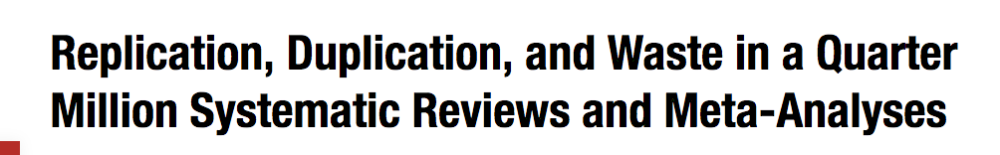 Replication, Duplication, and Waste in a Quarter
Million Systematic Reviews and Meta-Analyses